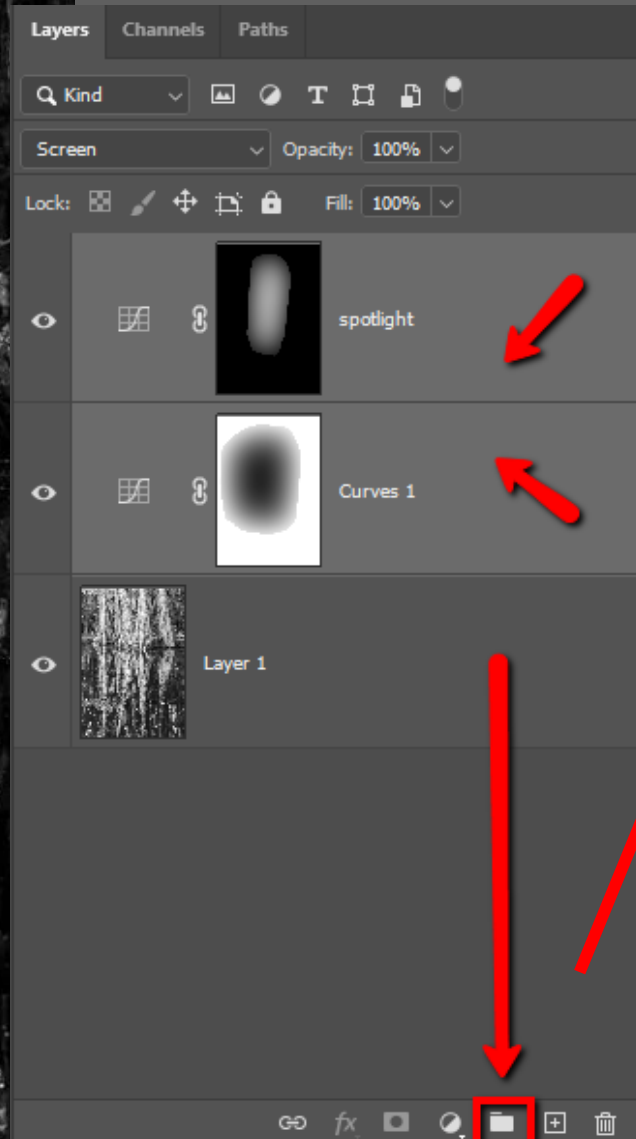 Layers Channels Paths
Kind T
Screen Opacity: 100%
Lock: Fill: 100%
spotlight
Curves 1
Layer 1
fx